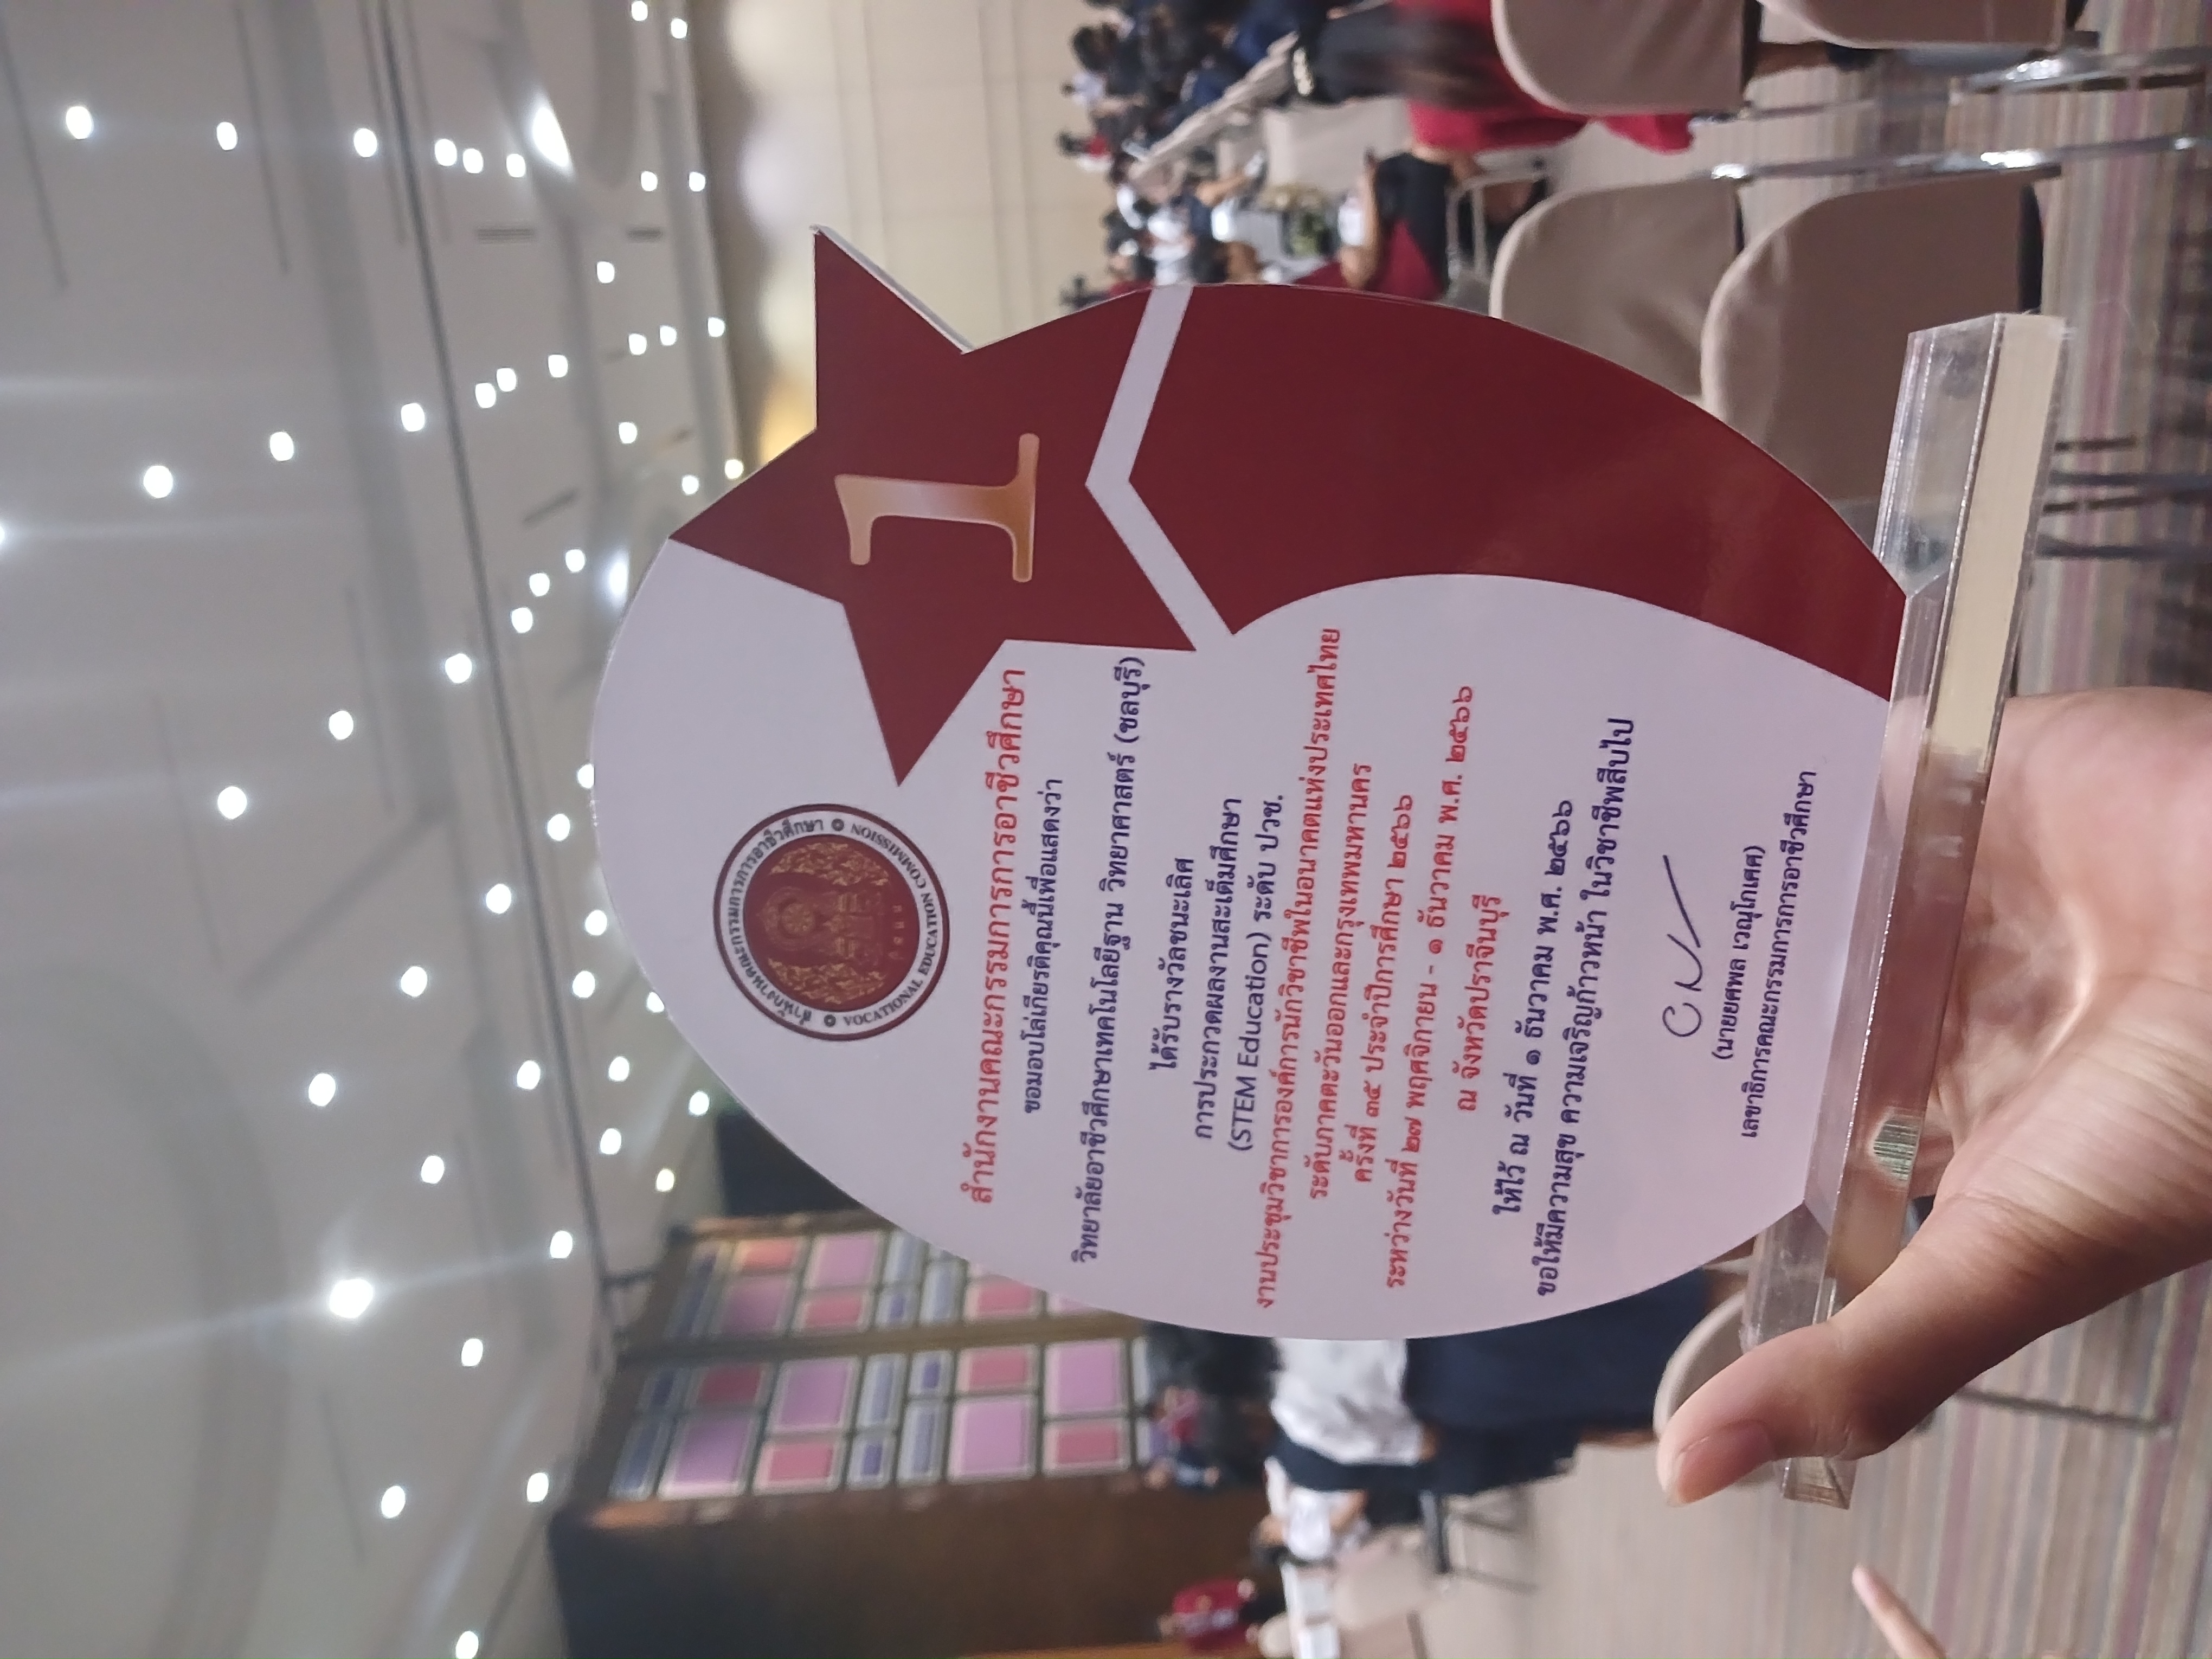 สำนักงานคณะกรรมการการอาชีวศึกษา
VOCATIONAL EDUCATION COMMISSION
1
สำนักงานคณะกรรมการการอาชีวศึกษา
ขอมอบโล่เกียรติคุณนี้เพื่อแสดงว่า
วิทยาลัยอาชีวศึกษาเทคโนโลยีฐาน วิทยาศาสตร์ (ชลบุรี)
ได้รับรางวัลชนะเลิศ
การประกวดผลงานสะเต็มศึกษา
(STEM Education) ระดับ ปวช.
งานประชุมวิชาการองค์การนักวิชาชีพในอนาคตแห่งประเทศไทย
ระดับภาคตะวันออกและกรุงเทพมหานคร
ครั้งที่ ๓๕ ประจำปีการศึกษา ๒๕๖๖
ระหว่างวันที่ ๒๗ พฤศจิกายน - ๑ ธันวาคม พ.ศ. ๒๕๖๖
ณ จังหวัดปราจีนบุรี
ให้ไว้ ณ วันที่ ๑ ธันวาคม พ.ศ. ๒๕๖๖
ขอให้มีความสุข ความเจริญก้าวหน้า ในวิชาชีพสืบไป
(นายยศพล เวณุโกเศศ)
เลขาธิการคณะกรรมการการอาชีวศึกษา